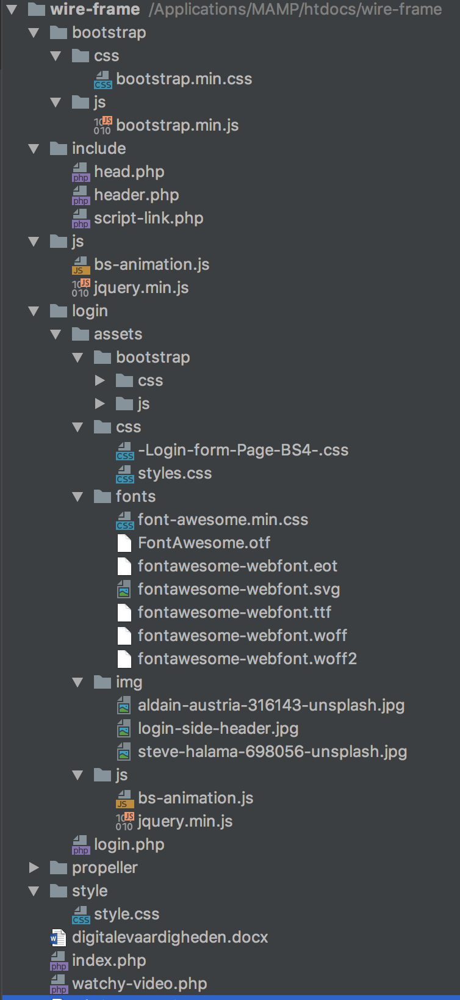 wire-frame /Applications/MAMP/htdocs/wire-frame
bootstrap
css
bootstrap.min.css
js
bootstrap.min.js
include
head.php
header.php
script-link.php
js
bs-animation.js
jquery.min.js
login
assets
bootstrap
css
js
css
-Login-form-Page-BS4-.css
styles.css
fonts
font-awesome.min.css
FontAwesome.otf
fontawesome-webfont.eot
fontawesome-webfont.svg
fontawesome-webfont.ttf
fontawesome-webfont.woff
fontawesome-webfont.woff2
img
aldain-austria-316143-unsplash.jpg
login-side-header.jpg
steve-halama-698056-unsplash.jpg
js
bs-animation.js
jquery.min.js
login.php
propeller
style
style.css
digitalevaardigheden.docx
index.php
watchy-video.php